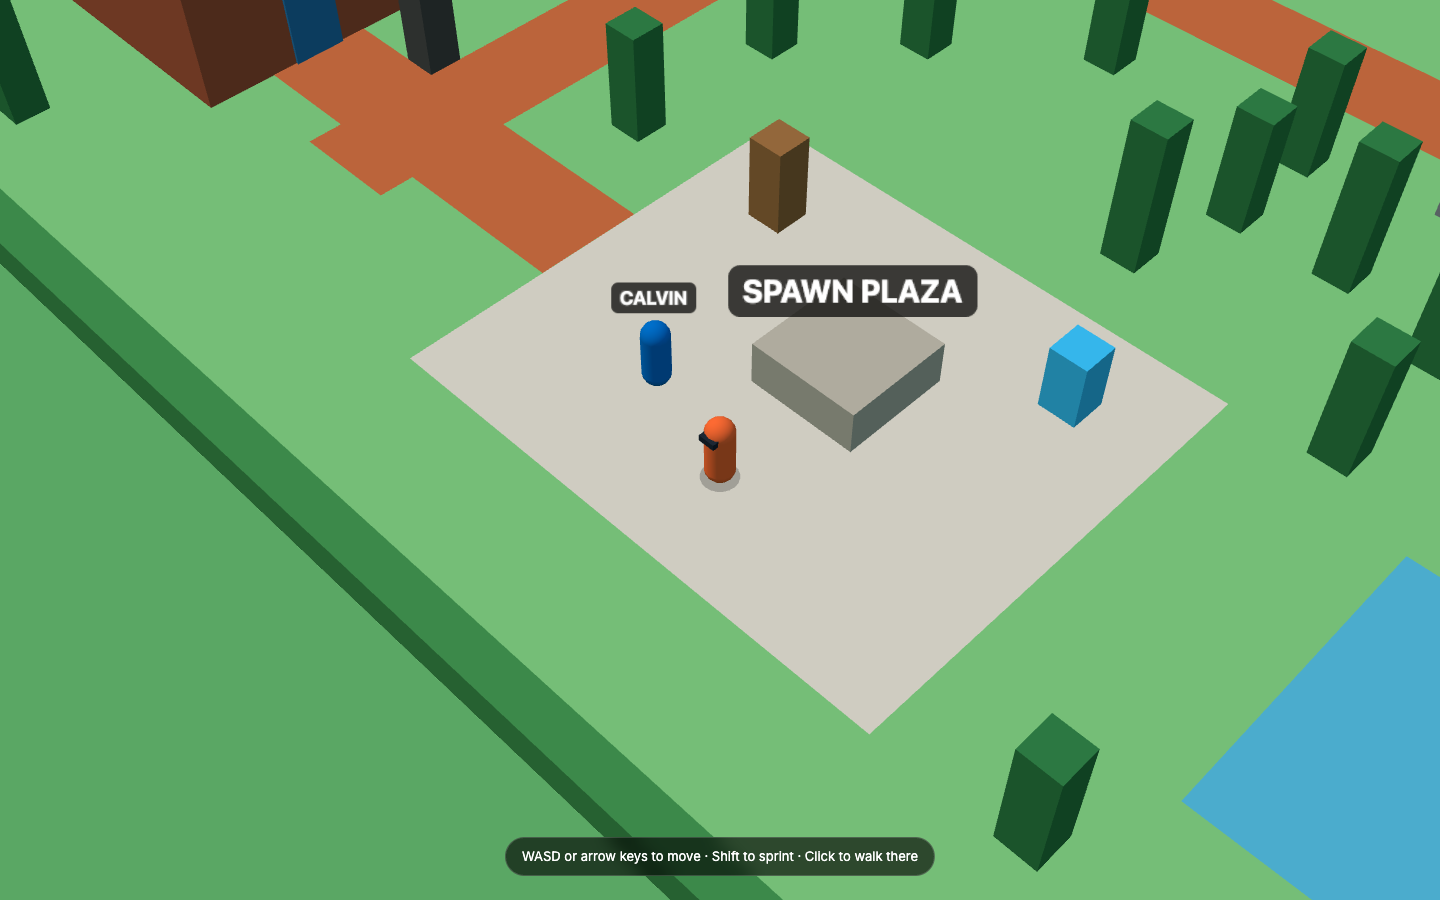 SPAWN PLAZA
CALVIN
WASD or arrow keys to move · Shift to sprint · Click to walk there